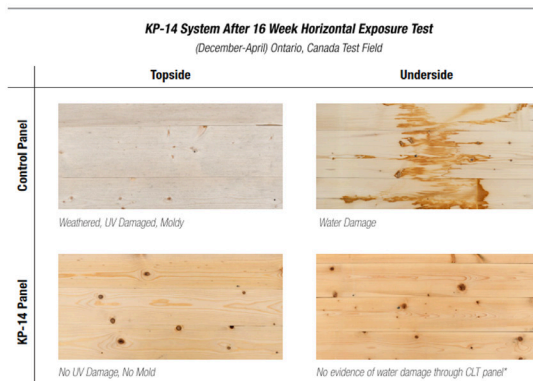 KP-14 System After 16 Week Horizontal Exposure Test
(December-April) Ontario, Canada Test Field
Topside
Underside
Control Panel
Weathered, UV Damaged, Moldy
Water Damage
KP-14 Panel
No UV Damage, No Mold
No evidence of water damage through CLT panel*